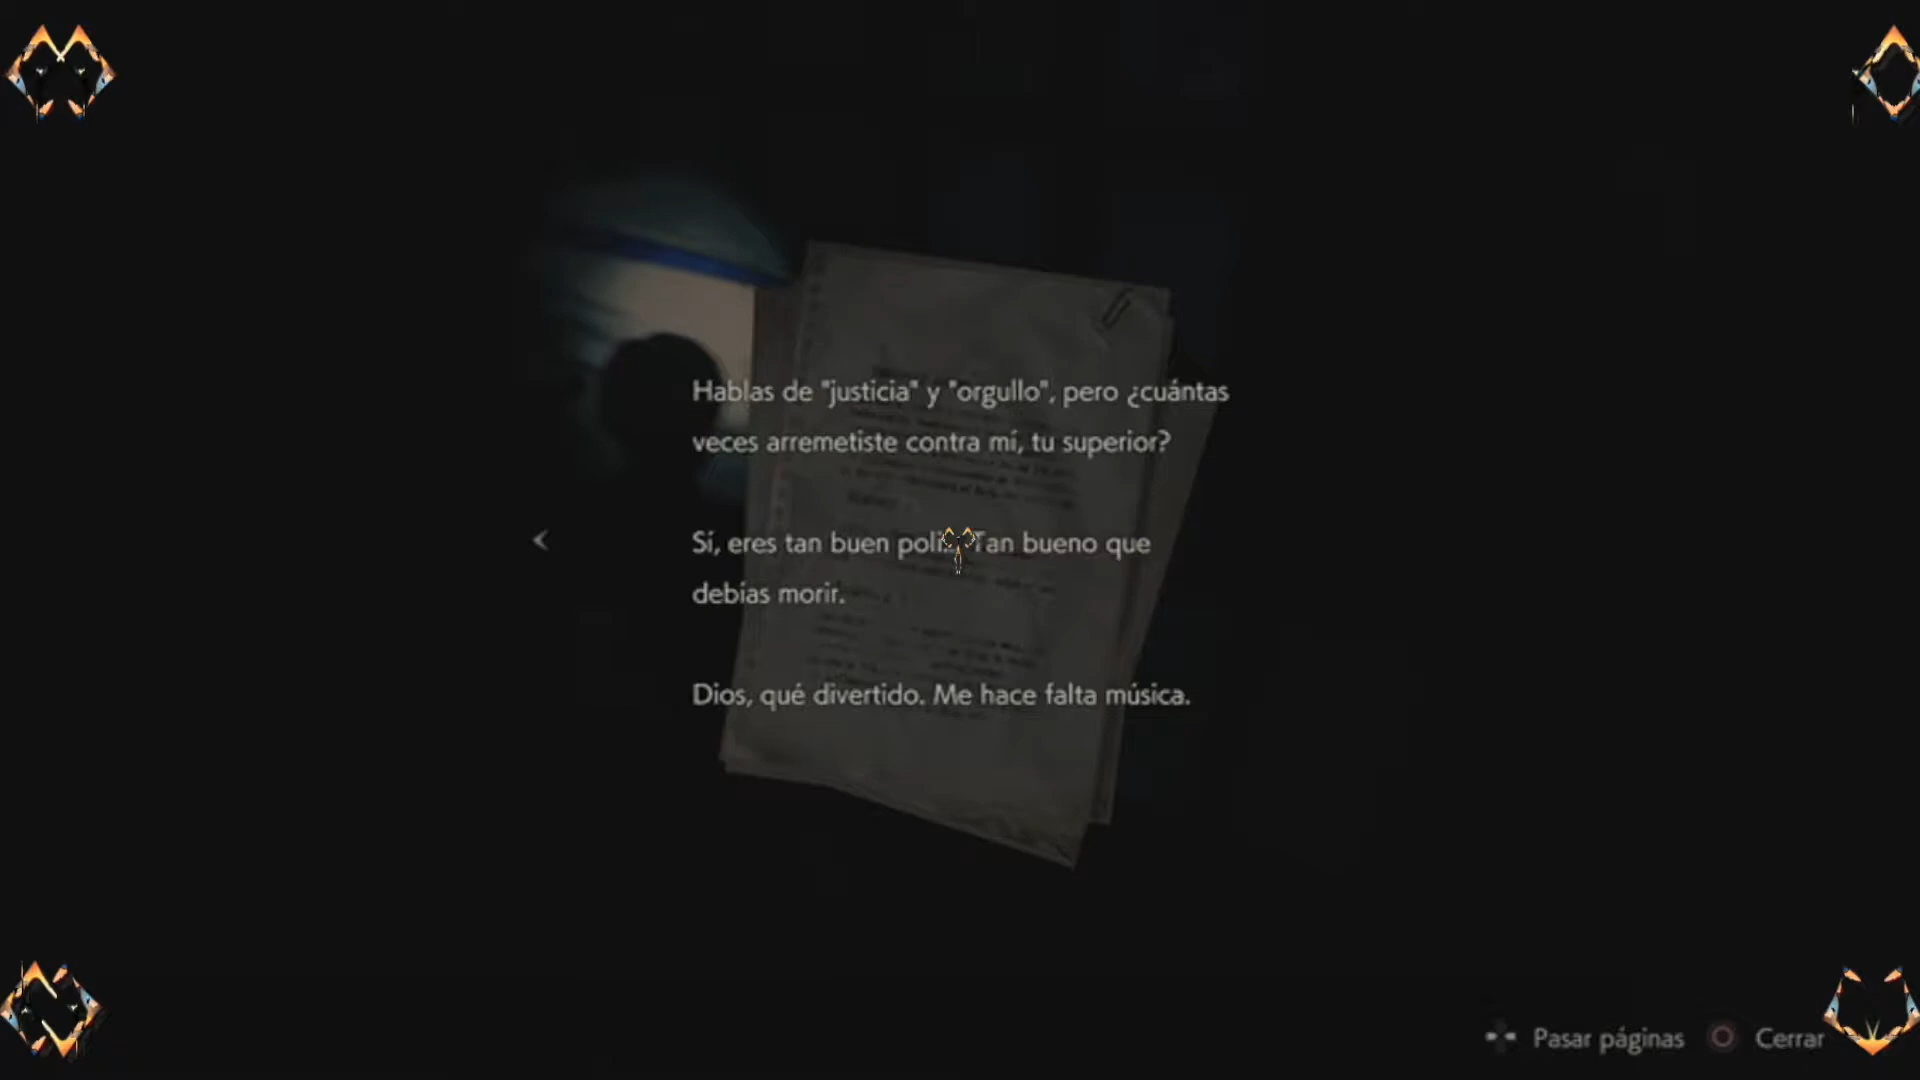 Hablas de "justicia" y "orgullo", pero ¿cuántas
veces arremetiste contra mí, tu superior?
Sí, eres tan buen Tan bueno que
debías morir.
Dios, qué divertido. Me hace falta música.
Pasar páginas
Cerrar